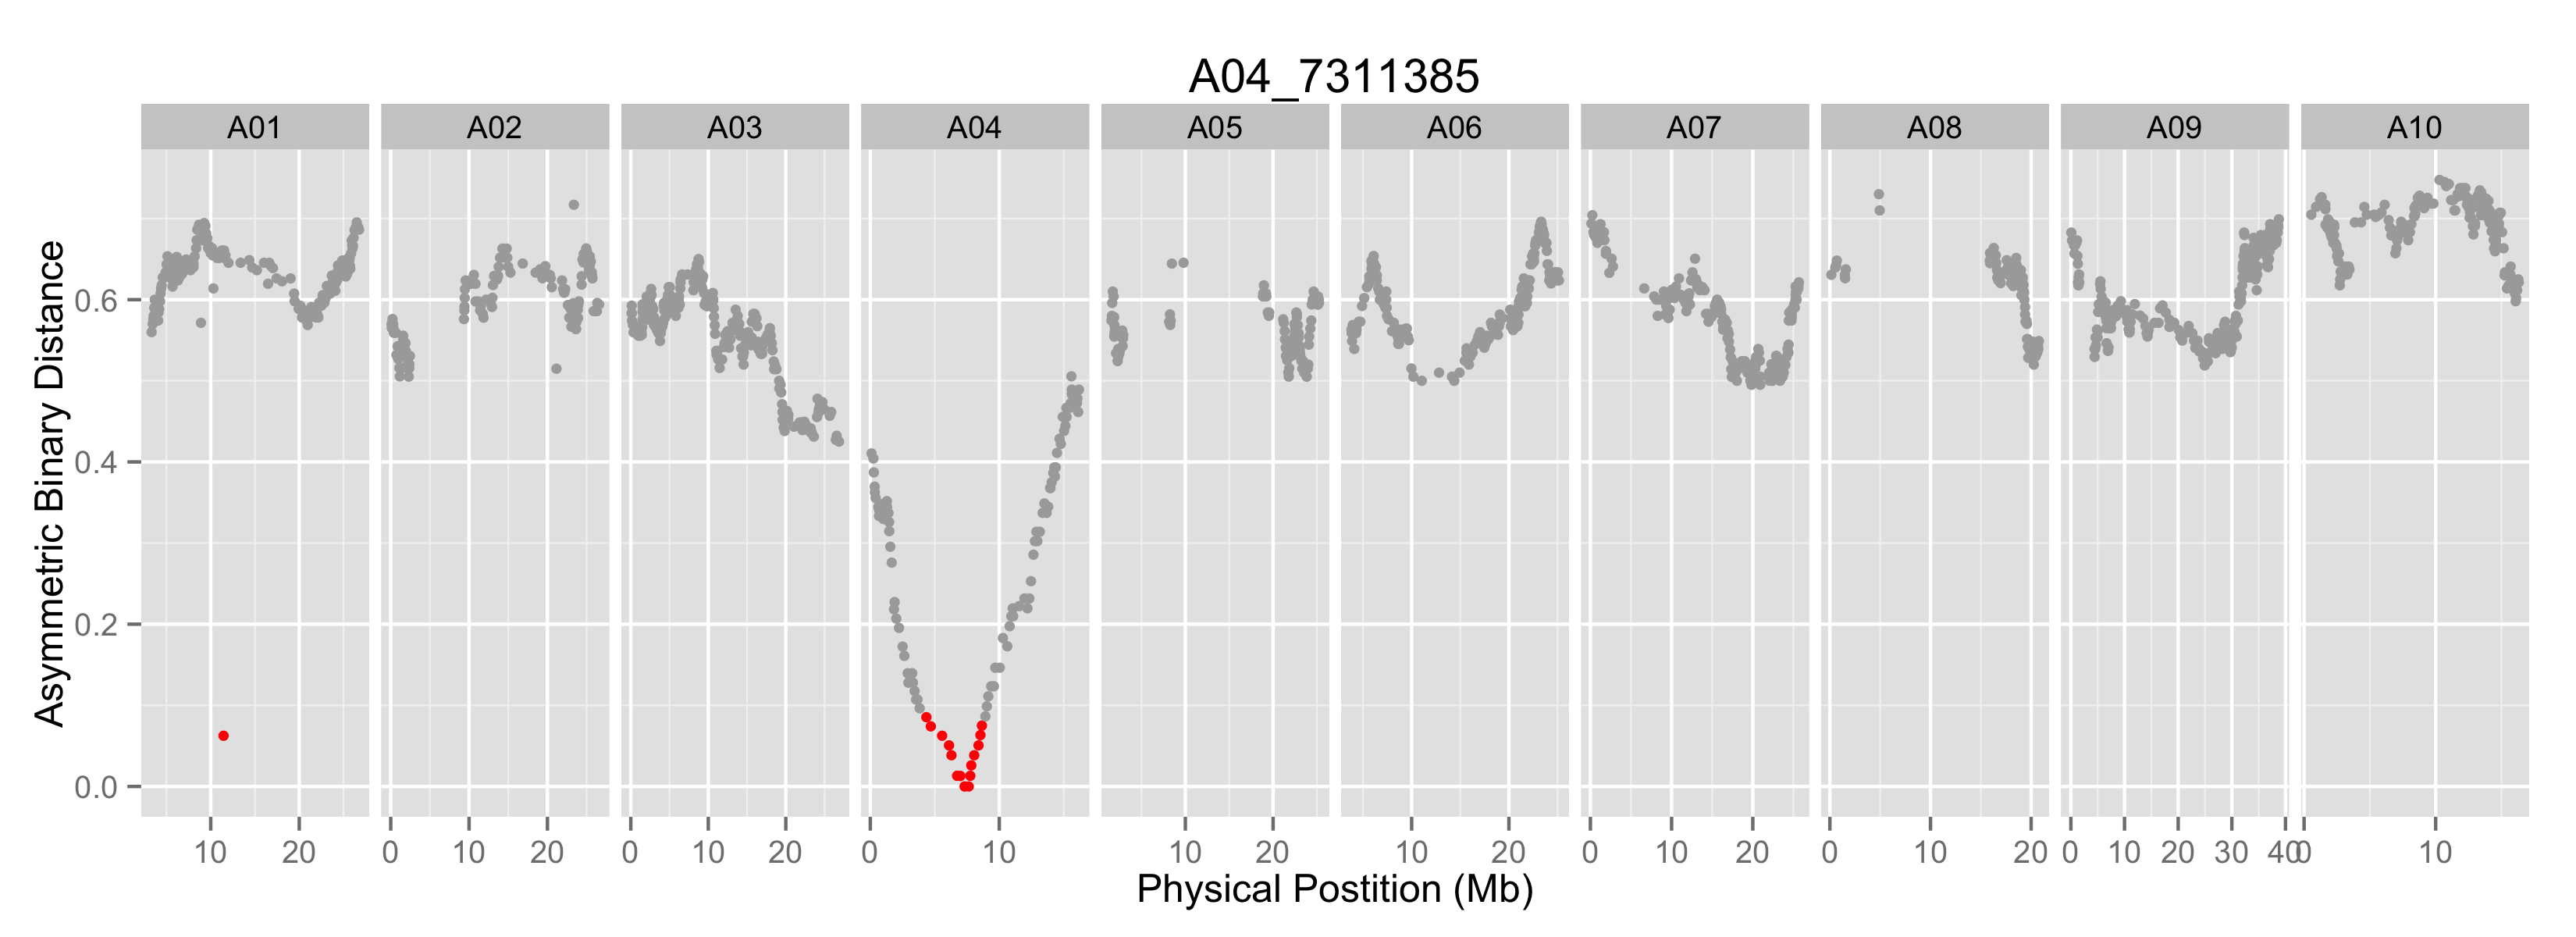 A04_7311385
A01 A02 A03 A04 A05 A06 A07 A08 A09 A10
Asymmetric Binary Distance
0.6
0.4
0.2
0.0
10 20 0 10 20 0 10 20 0 10 10 20 10 20 0 10 20 0 10 20 0 10 20 30 40 0 10
Physical Postition (Mb)